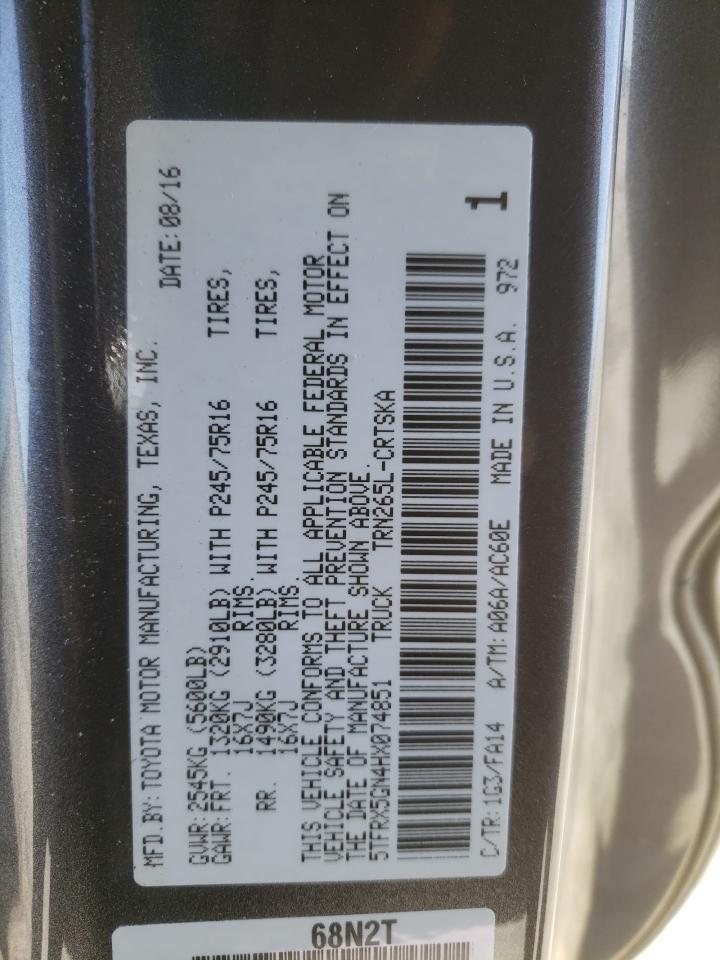 MFD.BY:TOYOTA MOTOR MANUFACTURING, TEXAS, INC.
DATE:08/16
GVWR:2545KG (5600LB)
GAWR:FRT. 1320KG (2910LB) WITH P245/75R16 TIRES,
16X7J RIMS.
RR. 1490KG (3280LB) WITH P245/75R16 TIRES,
16X7J RIMS.
THIS VEHICLE CONFORMS TO ALL APPLICABLE FEDERAL MOTOR
VEHICLE SAFETY AND THEFT PREVENTION STANDARDS IN EFFECT ON
THE DATE OF MANUFACTURE SHOWN ABOVE.
5TFRX5GN4HX074851 TRUCK TRN265L-CRTSKA
1
C/TR:1G3/FA14 A/TM:A06A/AC60E MADE IN U.S.A. 972
68N2T